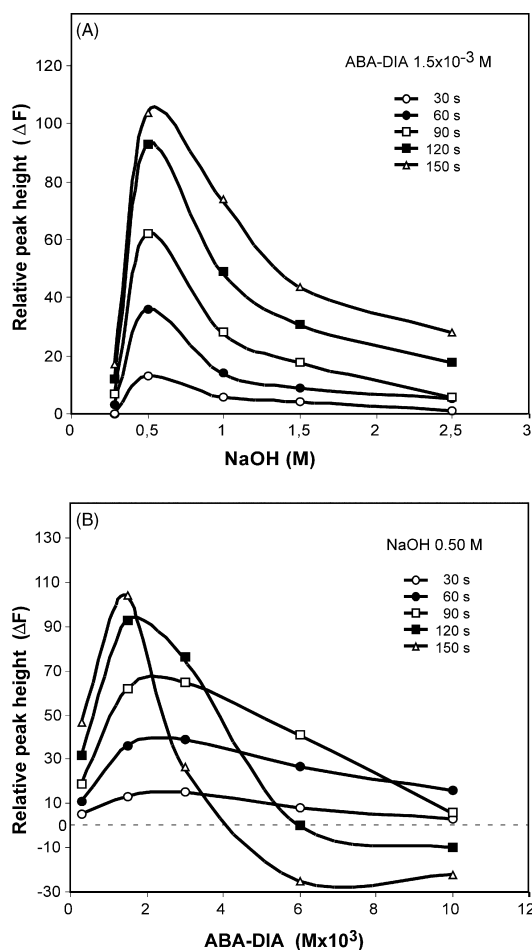 (A)
ABA-DIA 1.5x10⁻³ M
30 s
60 s
90 s
120 s
150 s
Relative peak height (ΔF)
120
100
80
60
40
20
0
0 0,5 1 1,5 2 2,5 3
NaOH (M)
(B)
NaOH 0.50 M
30 s
60 s
90 s
120 s
150 s
Relative peak height (ΔF)
130
110
90
70
50
30
10
0
-10
-30
0 2 4 6 8 10 12
ABA-DIA (Mx10³)